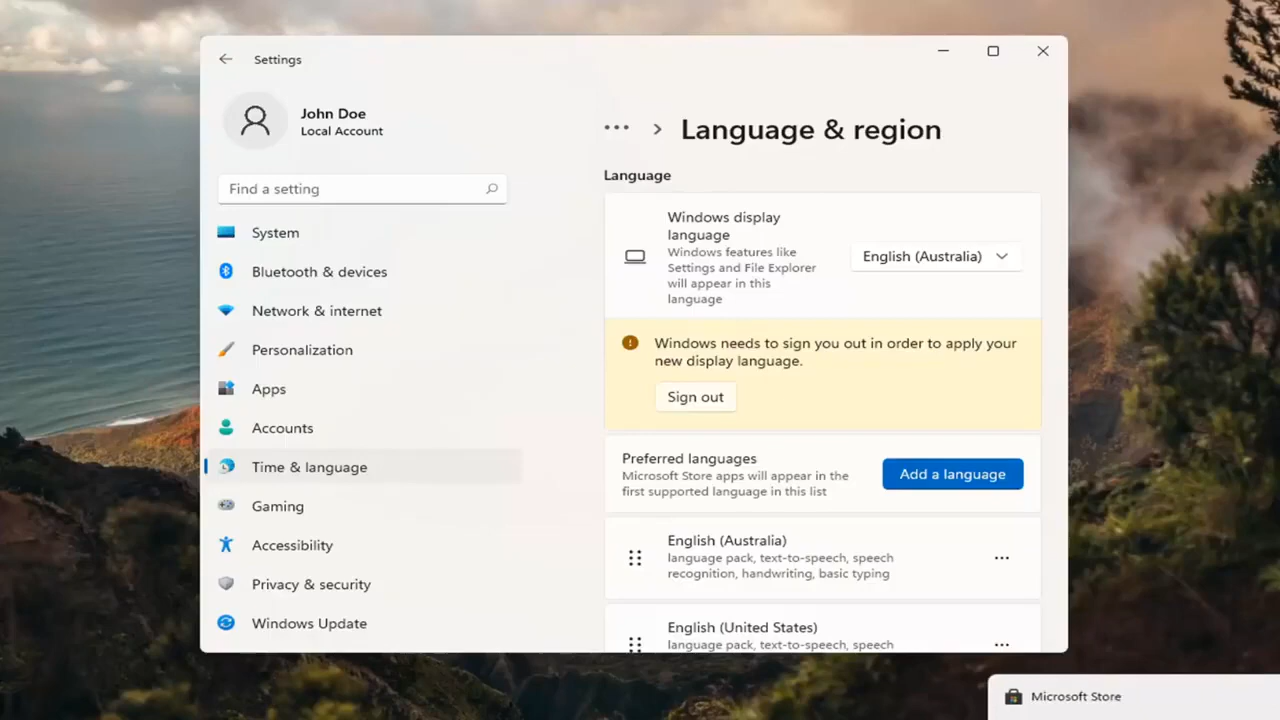 Settings
John Doe
Local Account
Find a setting
System
Bluetooth & devices
Network & internet
Personalization
Apps
Accounts
Time & language
Gaming
Accessibility
Privacy & security
Windows Update
Language & region
Language
Windows display
language
Windows features like
Settings and File Explorer
will appear in this
language
English (Australia)
Windows needs to sign you out in order to apply your
new display language.
Sign out
Preferred languages
Microsoft Store apps will appear in the
first supported language in this list
Add a language
English (Australia)
language pack, text-to-speech, speech
recognition, handwriting, basic typing
English (United States)
language pack, text-to-speech, speech
Microsoft Store